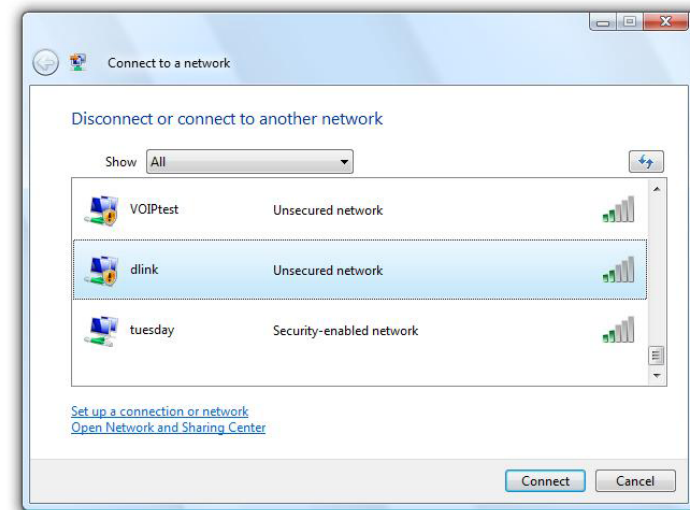 Connect to a network
Disconnect or connect to another network
Show All
VOIPtest Unsecured network
dlink Unsecured network
tuesday Security-enabled network
Set up a connection or network
Open Network and Sharing Center
Connect Cancel